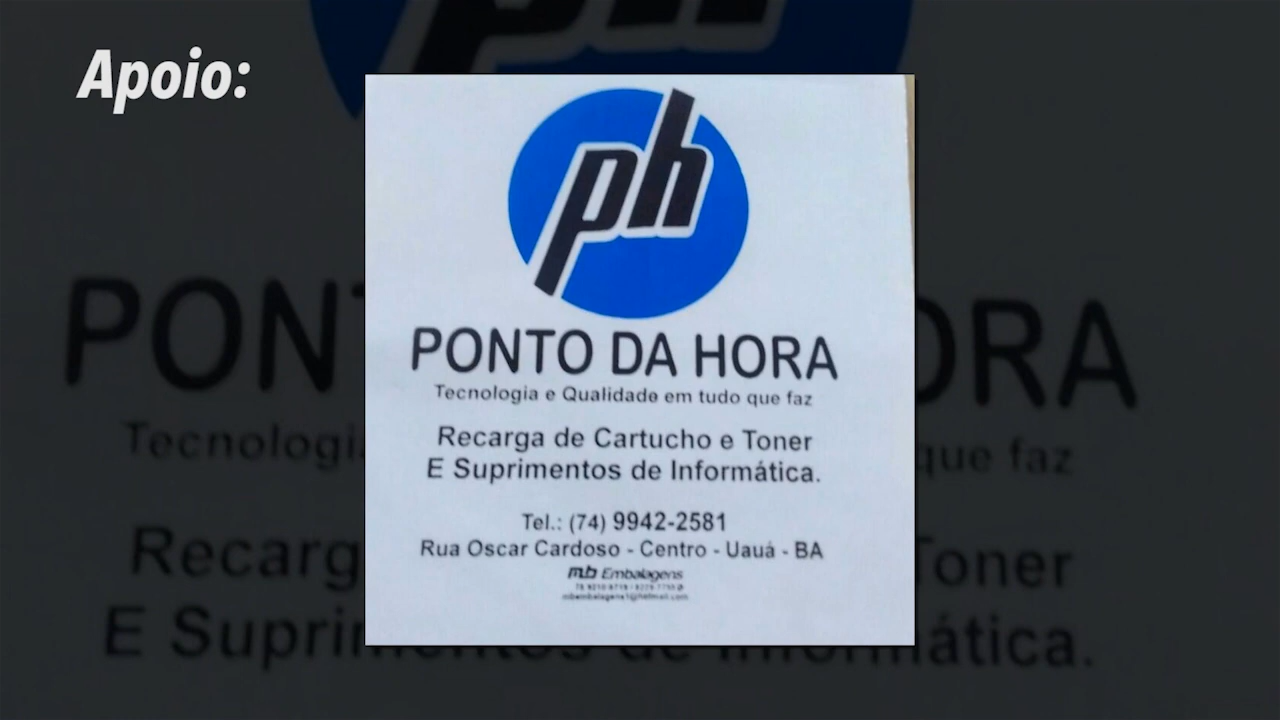 Apoio:
ph
PONTO DA HORA
Tecnologia e Qualidade em tudo que faz
Recarga de Cartucho e Toner
E Suprimentos de Informática.
Tel.: (74) 9942-2581
Rua Oscar Cardoso - Centro - Uauá - BA
mb Embalagens